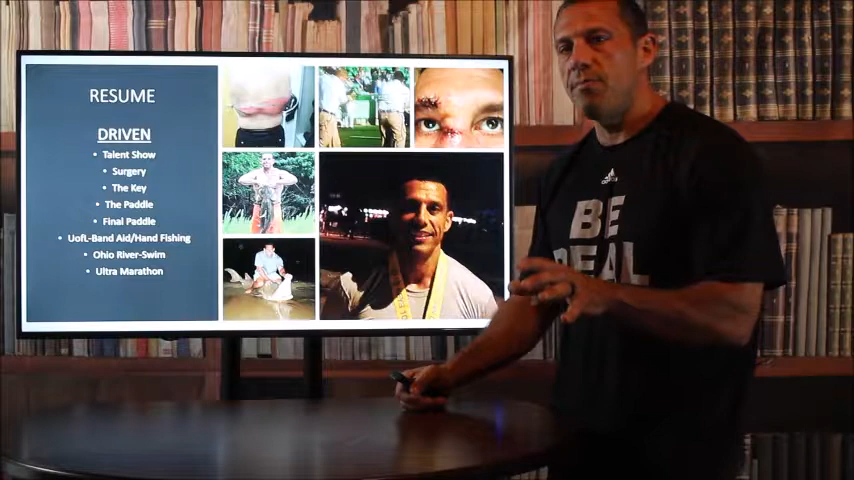 RESUME
DRIVEN
• Talent Show
• Surgery
• The Key
• The Paddle
• Final Paddle
• UofL-Band Aid/Hand Fishing
• Ohio River-Swim
• Ultra Marathon
adidas
BE
REAL